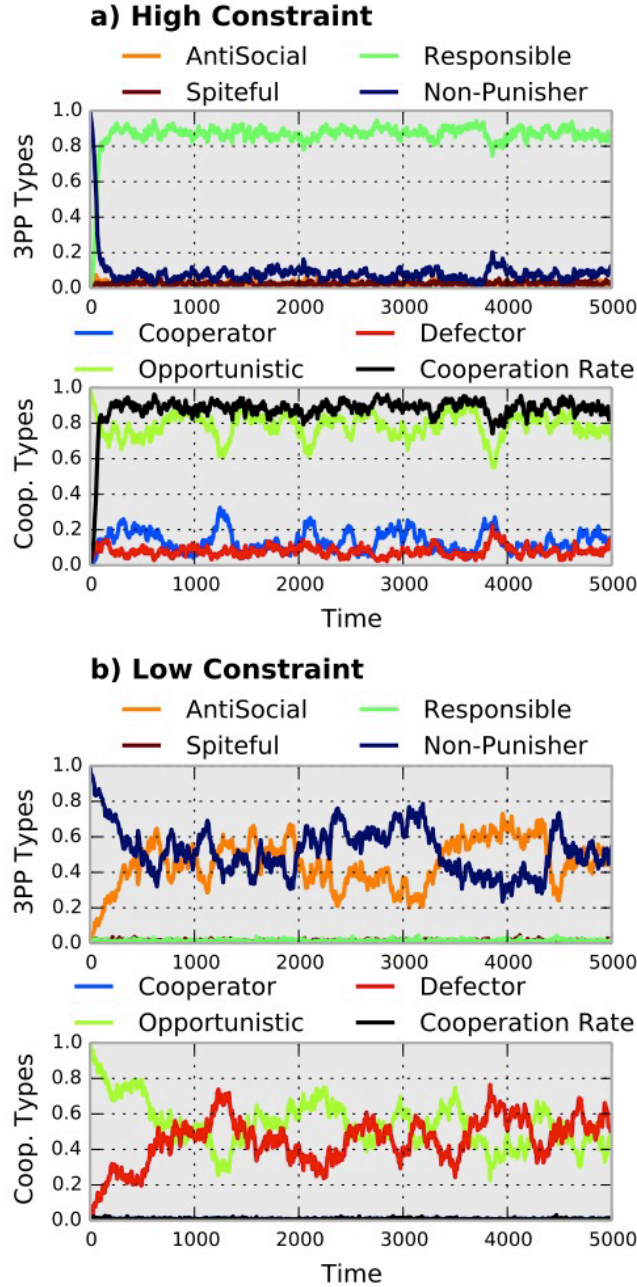 a) High Constraint
AntiSocial Responsible
Spiteful Non-Punisher
1.0
0.8
0.6
0.4
0.2
0.0
3PP Types
0 1000 2000 3000 4000 5000
Cooperator Defector
Opportunistic Cooperation Rate
1.0
0.8
0.6
0.4
0.2
0.0
Coop. Types
0 1000 2000 3000 4000 5000
Time
b) Low Constraint
AntiSocial Responsible
Spiteful Non-Punisher
1.0
0.8
0.6
0.4
0.2
0.0
3PP Types
0 1000 2000 3000 4000 5000
Cooperator Defector
Opportunistic Cooperation Rate
1.0
0.8
0.6
0.4
0.2
0.0
Coop. Types
0 1000 2000 3000 4000 5000
Time